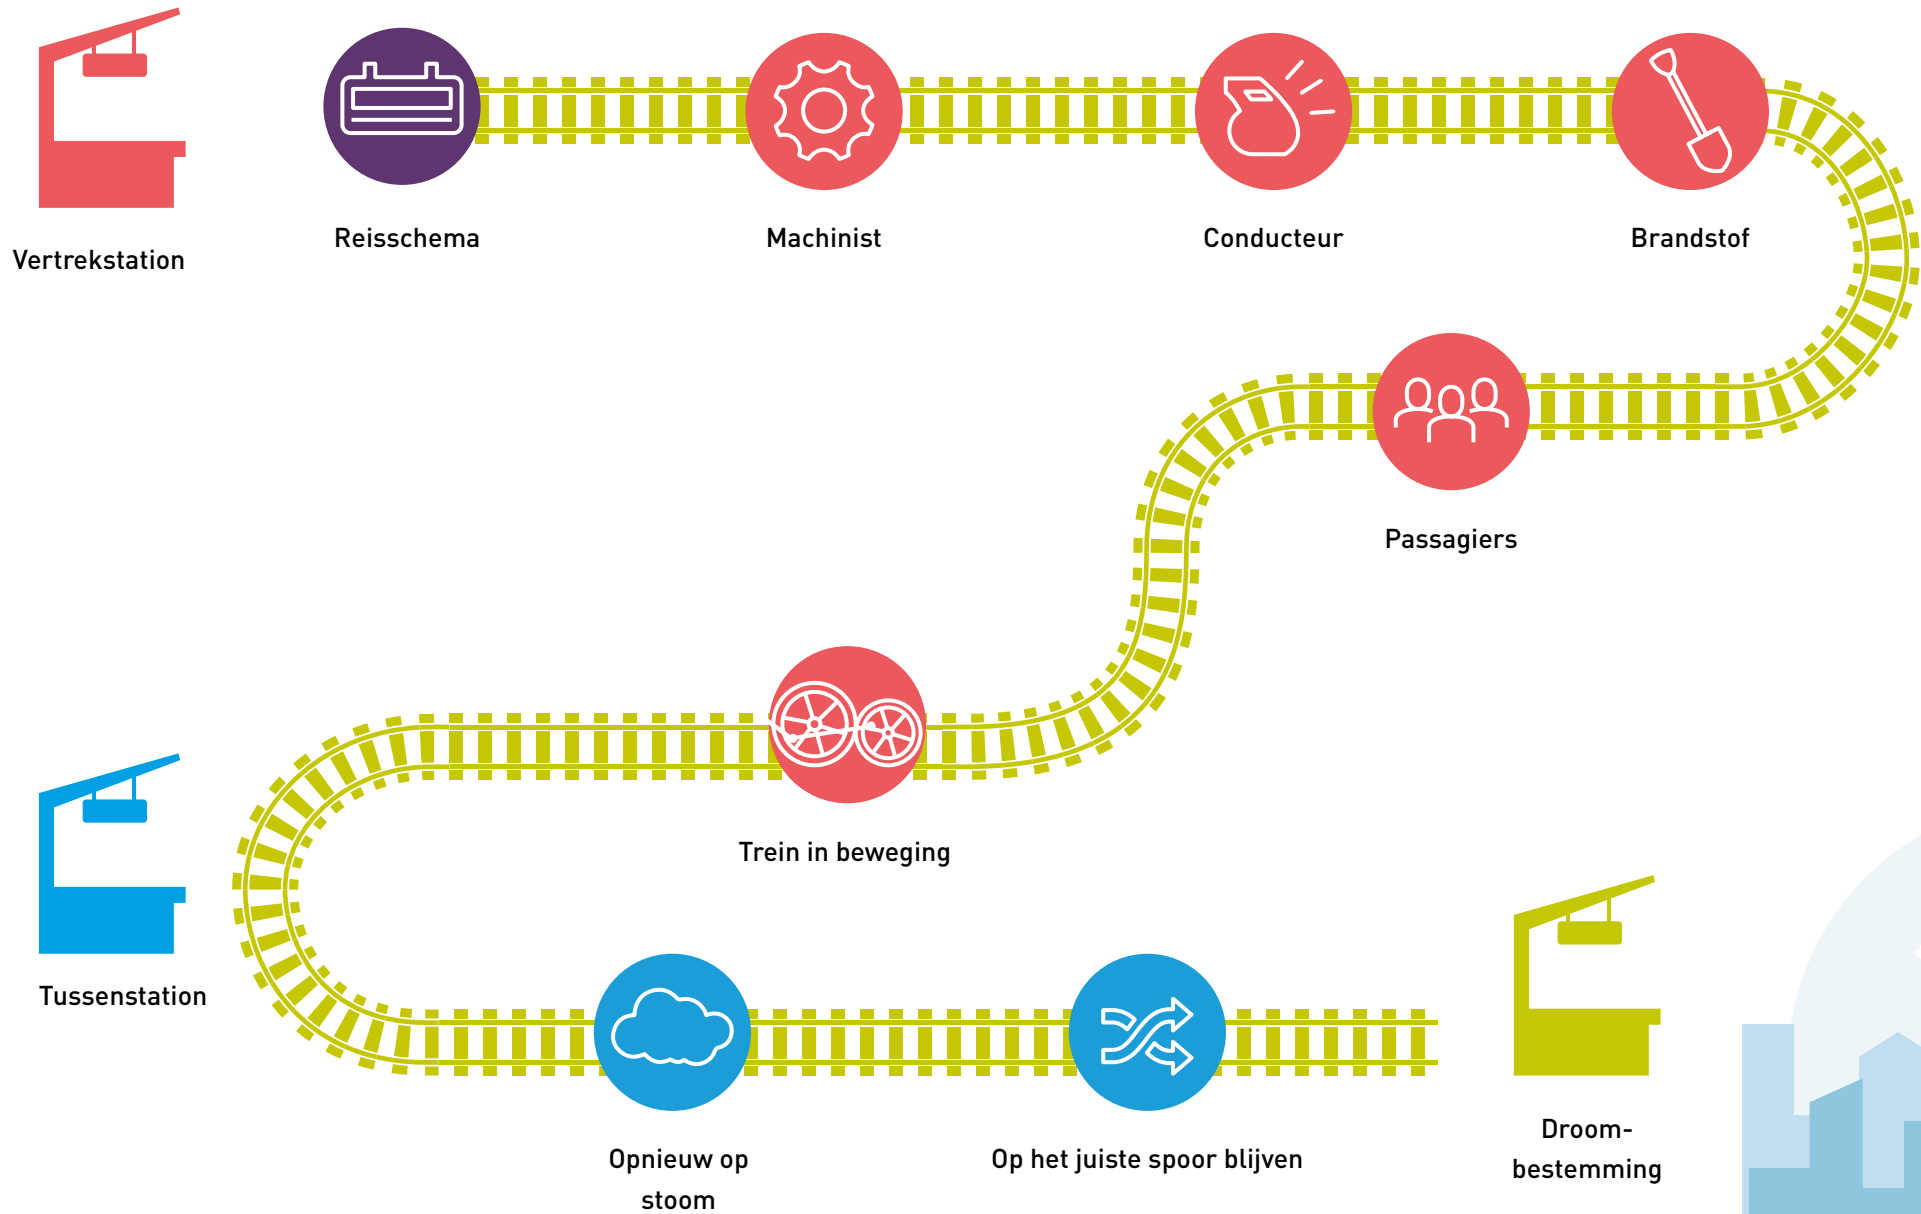 Vertrekstation
Reisschema
Machinist
Conducteur
Brandstof
Passagiers
Trein in beweging
Tussenstation
Opnieuw op
stoom
Op het juiste spoor blijven
Droom-
bestemming